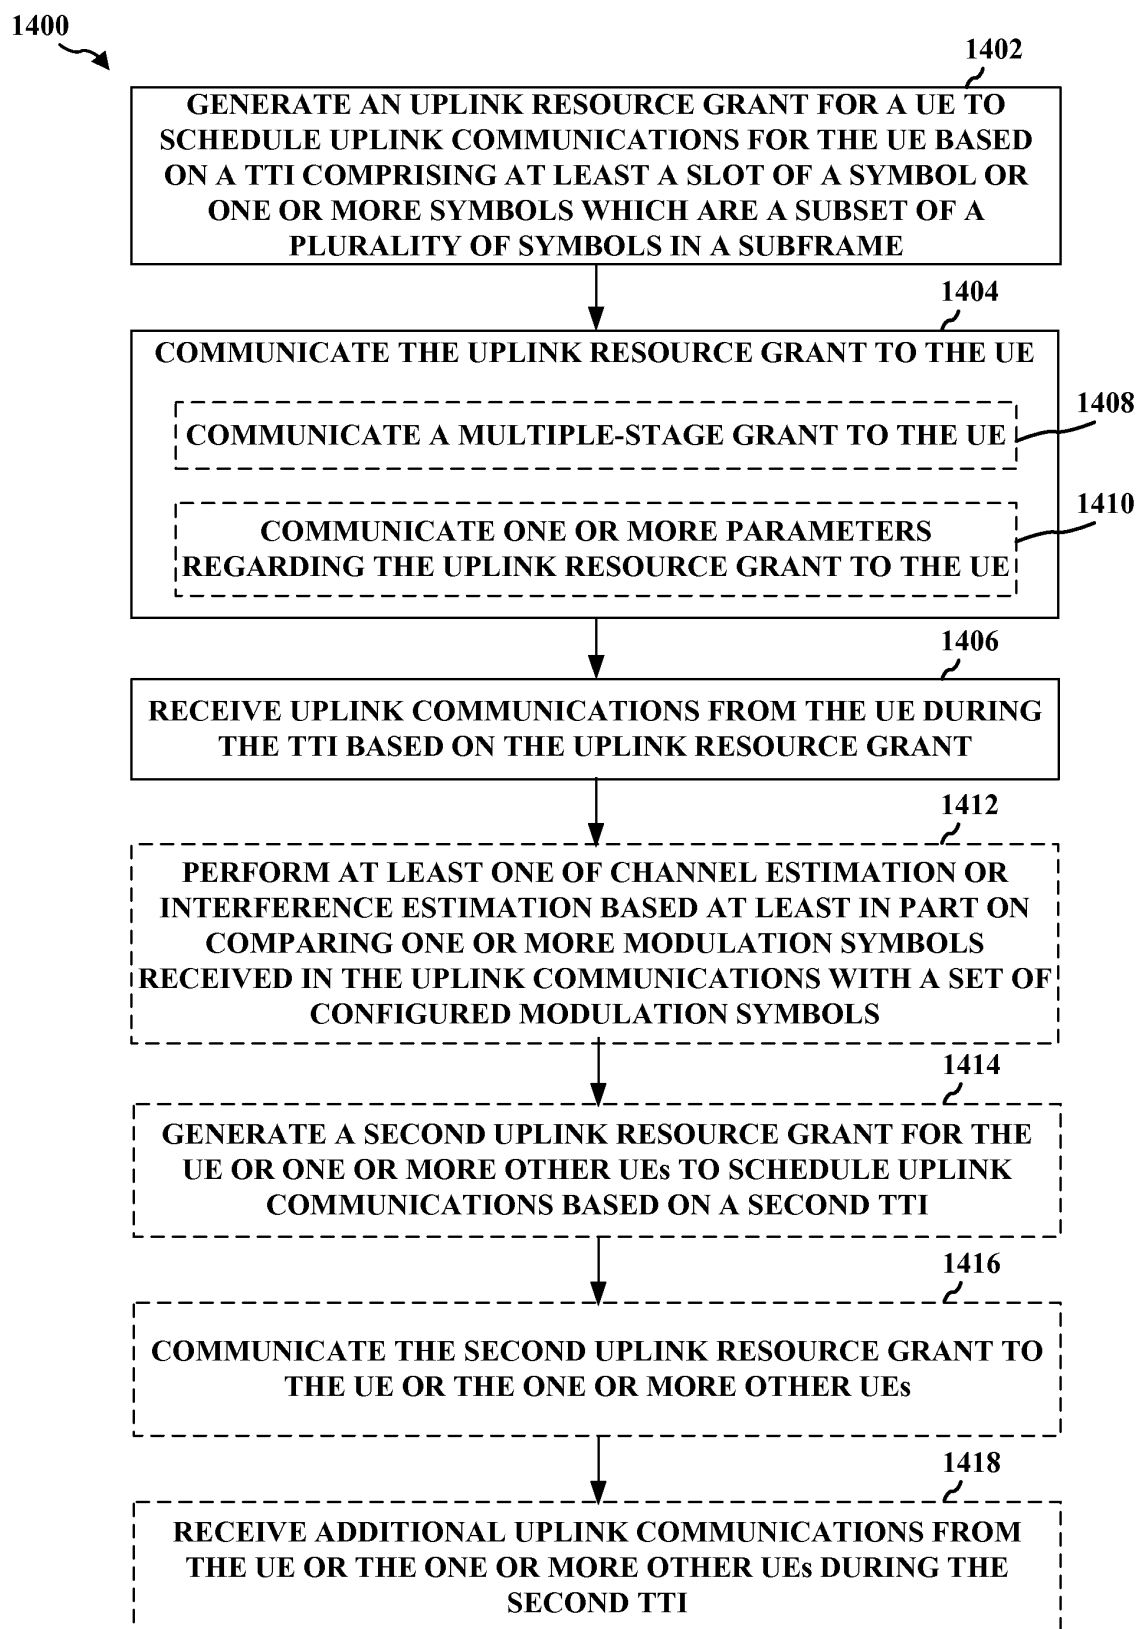 1400
1402
GENERATE AN UPLINK RESOURCE GRANT FOR A UE TO
SCHEDULE UPLINK COMMUNICATIONS FOR THE UE BASED
ON A TTI COMPRISING AT LEAST A SLOT OF A SYMBOL OR
ONE OR MORE SYMBOLS WHICH ARE A SUBSET OF A
PLURALITY OF SYMBOLS IN A SUBFRAME
1404
COMMUNICATE THE UPLINK RESOURCE GRANT TO THE UE
1408
COMMUNICATE A MULTIPLE-STAGE GRANT TO THE UE
1410
COMMUNICATE ONE OR MORE PARAMETERS
REGARDING THE UPLINK RESOURCE GRANT TO THE UE
1406
RECEIVE UPLINK COMMUNICATIONS FROM THE UE DURING
THE TTI BASED ON THE UPLINK RESOURCE GRANT
1412
PERFORM AT LEAST ONE OF CHANNEL ESTIMATION OR
INTERFERENCE ESTIMATION BASED AT LEAST IN PART ON
COMPARING ONE OR MORE MODULATION SYMBOLS
RECEIVED IN THE UPLINK COMMUNICATIONS WITH A SET OF
CONFIGURED MODULATION SYMBOLS
1414
GENERATE A SECOND UPLINK RESOURCE GRANT FOR THE
UE OR ONE OR MORE OTHER UEs TO SCHEDULE UPLINK
COMMUNICATIONS BASED ON A SECOND TTI
1416
COMMUNICATE THE SECOND UPLINK RESOURCE GRANT TO
THE UE OR THE ONE OR MORE OTHER UEs
1418
RECEIVE ADDITIONAL UPLINK COMMUNICATIONS FROM
THE UE OR THE ONE OR MORE OTHER UEs DURING THE
SECOND TTI